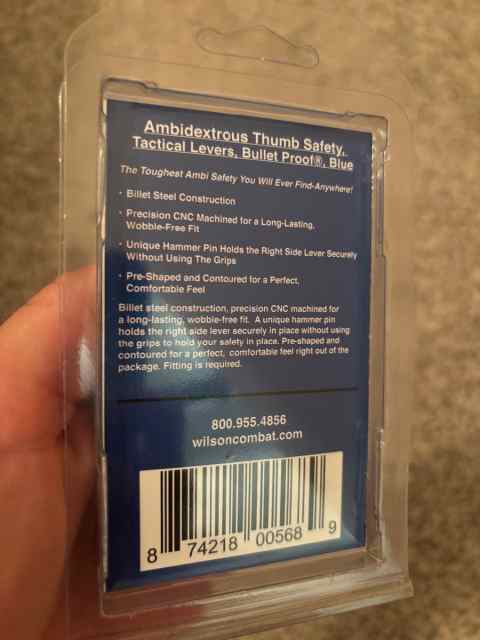 Ambidextrous Thumb Safety,
Tactical Levers, Bullet Proof®, Blue
The Toughest Ambi Safety You Will Ever Find-Anywhere!
· Billet Steel Construction
· Precision CNC Machined for a Long-Lasting,
Wobble-Free Fit
· Unique Hammer Pin Holds the Right Side Lever Securely
Without Using The Grips
· Pre-Shaped and Contoured for a Perfect,
Comfortable Feel
Billet steel construction, precision CNC machined for
a long-lasting, wobble-free fit. A unique hammer pin
holds the right side lever securely in place without using
the grips to hold your safety in place. Pre-shaped and
contoured for a perfect, comfortable feel right out of the
package. Fitting is required.
800.955.4856
wilsoncombat.com
8 74218 00568 9